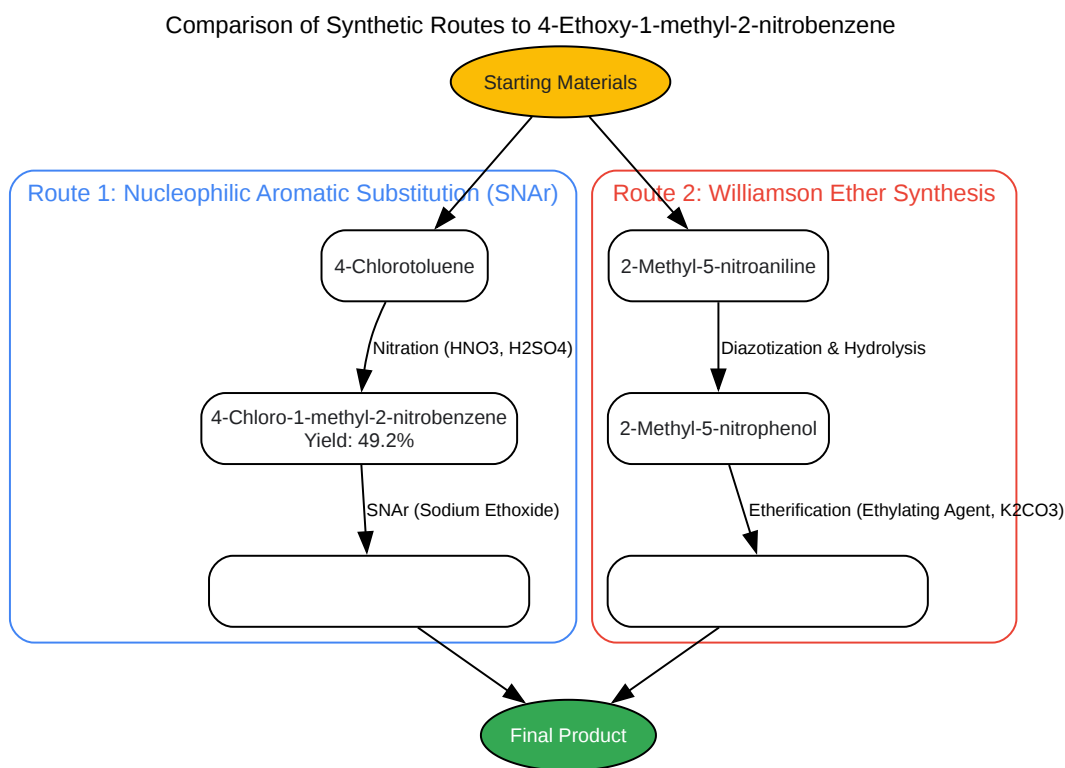 Comparison of Synthetic Routes to 4-Ethoxy-1-methyl-2-nitrobenzene
Starting Materials
Route 1: Nucleophilic Aromatic Substitution (SNAr)
4-Chlorotoluene
Nitration (HNO3, H2SO4)
4-Chloro-1-methyl-2-nitrobenzene
Yield: 49.2%
SNAr (Sodium Ethoxide)
Route 2: Williamson Ether Synthesis
2-Methyl-5-nitroaniline
Diazotization & Hydrolysis
2-Methyl-5-nitrophenol
Etherification (Ethylating Agent, K2CO3)
Final Product